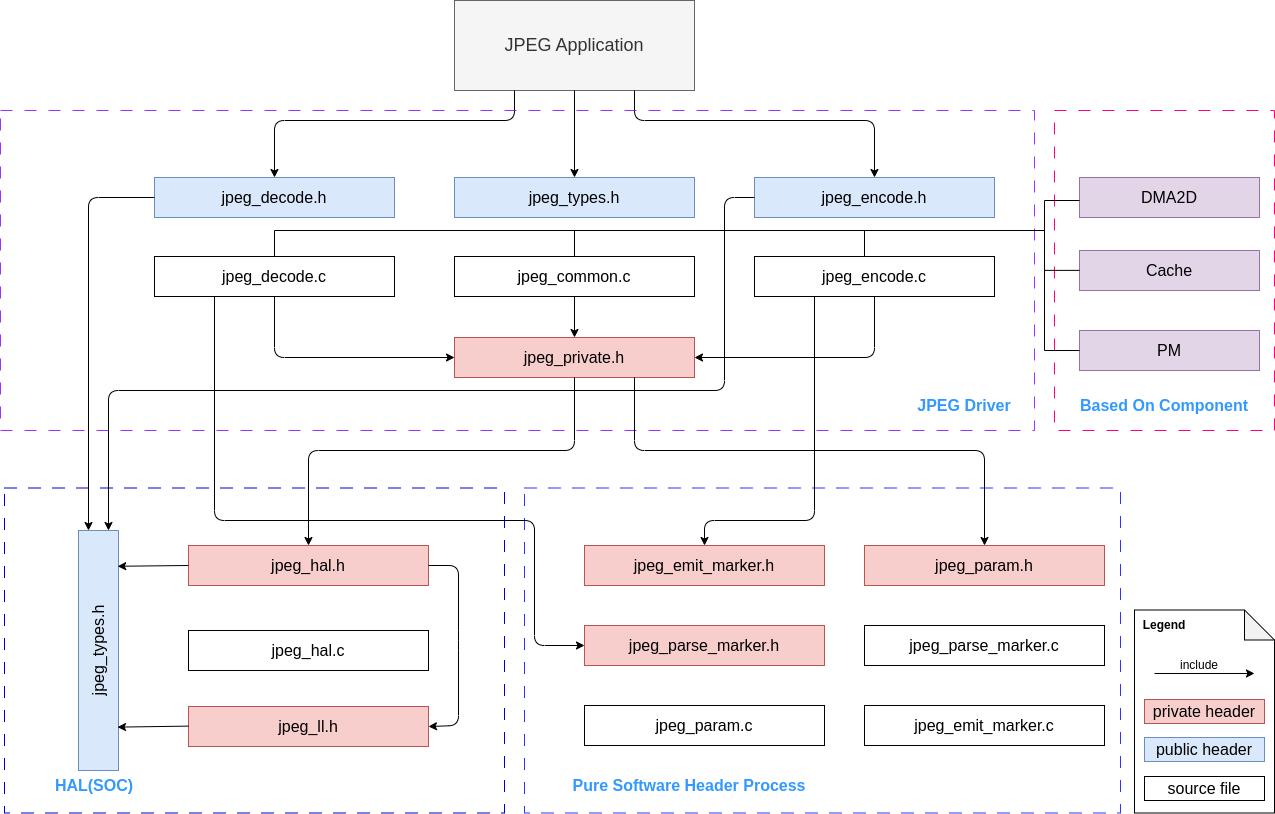 JPEG Application
jpeg_decode.h
jpeg_types.h
jpeg_encode.h
DMA2D
jpeg_decode.c
jpeg_common.c
jpeg_encode.c
Cache
jpeg_private.h
PM
JPEG Driver
Based On Component
jpeg_types.h
jpeg_hal.h
jpeg_hal.c
jpeg_ll.h
HAL(SOC)
jpeg_emit_marker.h
jpeg_param.h
jpeg_parse_marker.h
jpeg_parse_marker.c
jpeg_param.c
jpeg_emit_marker.c
Pure Software Header Process
Legend
include
private header
public header
source file